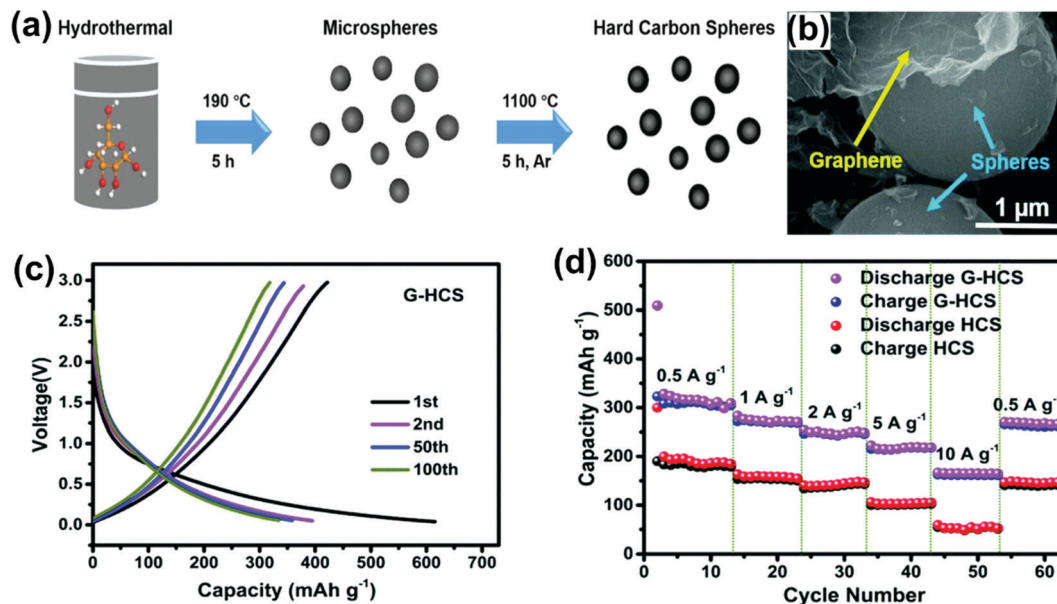 (a)
Hydrothermal
Microspheres
Hard Carbon Spheres
190 °C
5 h
1100 °C
5 h, Ar
(b)
Graphene
Spheres
1 µm
(c)
G-HCS
1st
2nd
50th
100th
3.0
2.5
2.0
1.5
1.0
0.5
0.0
Voltage(V)
0 100 200 300 400 500 600 700
Capacity (mAh g⁻¹)
(d)
Discharge G-HCS
Charge G-HCS
Discharge HCS
Charge HCS
0.5 A g⁻¹
1 A g⁻¹
2 A g⁻¹
5 A g⁻¹
10 A g⁻¹
0.5 A g⁻¹
600
500
400
300
200
100
0
Capacity (mAh g⁻¹)
0 10 20 30 40 50 60
Cycle Number